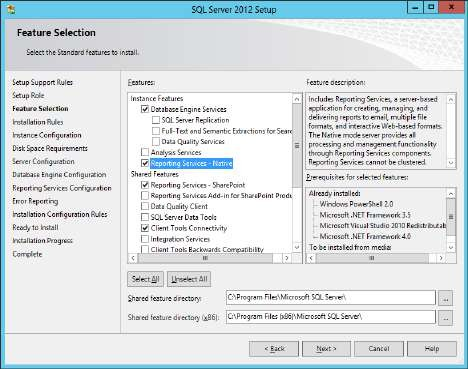 SQL Server 2012 Setup
Feature Selection
Select the Standard features to install.
Setup Support Rules
Setup Role
Feature Selection
Installation Rules
Instance Configuration
Disk Space Requirements
Server Configuration
Database Engine Configuration
Reporting Services Configuration
Error Reporting
Installation Configuration Rules
Ready to Install
Installation Progress
Complete
Features:
Instance Features
Database Engine Services
SQL Server Replication
Full-Text and Semantic Extractions for Searc
Data Quality Services
Analysis Services
Reporting Services - Native
Shared Features
Reporting Services - SharePoint
Reporting Services Add-in for SharePoint Produ
Data Quality Client
SQL Server Data Tools
Client Tools Connectivity
Integration Services
Client Tools Backwards Compatibility
Feature description:
Includes Reporting Services, a server-based
application for creating, managing, and
delivering reports to email, multiple file
formats, and interactive Web-based formats.
The Native mode server provides all
processing and management functionality
through Reporting Services components.
Reporting Services cannot be clustered.
Prerequisites for selected features:
Already installed:
Windows PowerShell 2.0
Microsoft .NET Framework 3.5
Microsoft Visual Studio 2010 Redistributab
Microsoft .NET Framework 4.0
To be installed from media:
Select All
Unselect All
Shared feature directory:
C:\Program Files\Microsoft SQL Server\
...
Shared feature directory (x86):
C:\Program Files (x86)\Microsoft SQL Server\
...
< Back
Next >
Cancel
Help